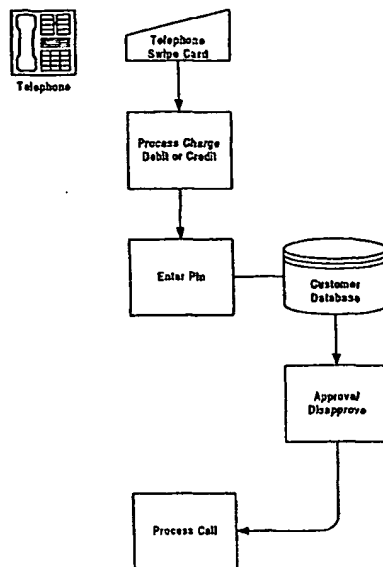 Telephone
Telephone
Swipe Card
Process Charge
Debit or Credit
Enter Pin
Customer
Database
Approval
Disapprove
Process Call